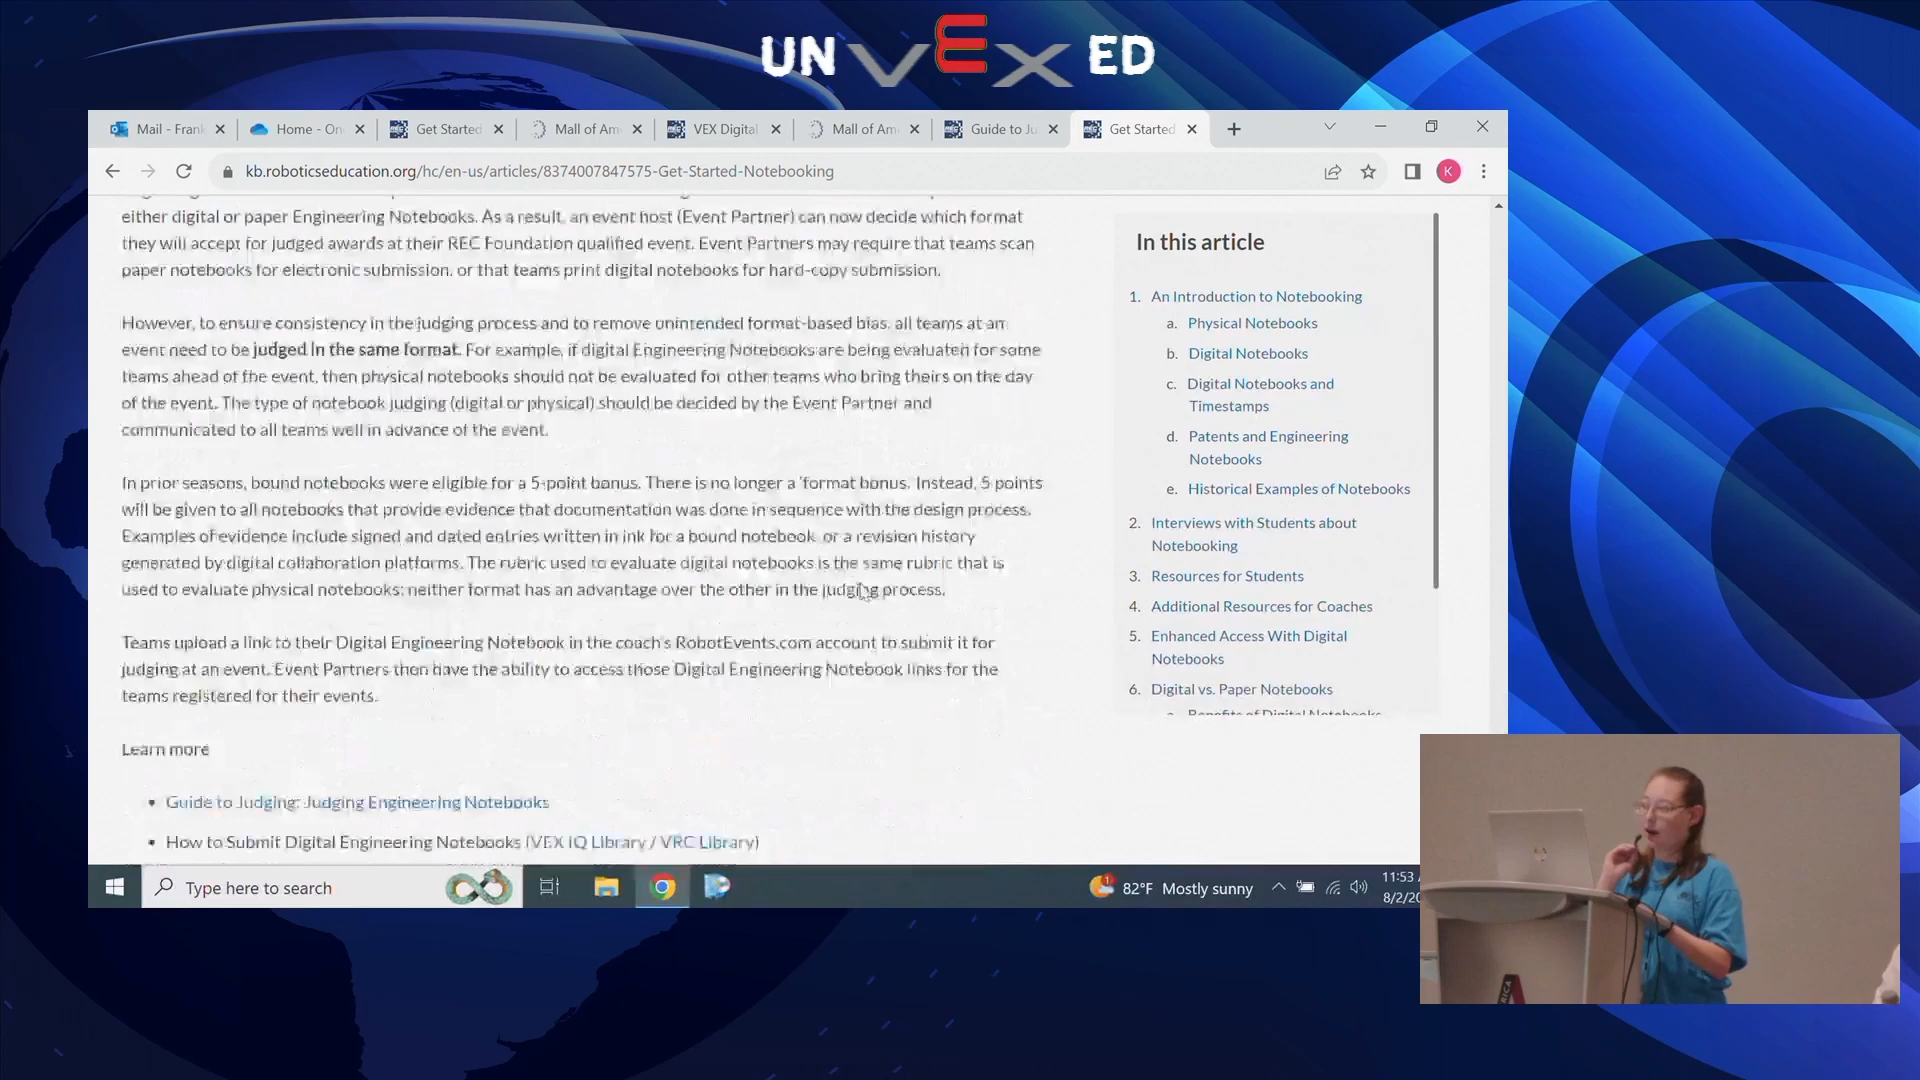 UN VEX ED
Mail - Frank
Home - On
Get Started
Mall of Am
VEX Digital
Mall of Am
Guide to Ju
Get Started
kb.roboticseducation.org/hc/en-us/articles/8374007847575-Get-Started-Notebooking
K
either digital or paper Engineering Notebooks. As a result, an event host (Event Partner) can now decide which format
they will accept for judged awards at their REC Foundation qualified event. Event Partners may require that teams scan
paper notebooks for electronic submission, or that teams print digital notebooks for hard-copy submission.
However, to ensure consistency in the judging process and to remove unintended format-based bias, all teams at an
event need to be judged in the same format. For example, if digital Engineering Notebooks are being evaluated for some
teams ahead of the event, then physical notebooks should not be evaluated for other teams who bring theirs on the day
of the event. The type of notebook judging (digital or physical) should be decided by the Event Partner and
communicated to all teams well in advance of the event.
In prior seasons, bound notebooks were eligible for a 5-point bonus. There is no longer a 'format bonus. Instead, 5 points
will be given to all notebooks that provide evidence that documentation was done in sequence with the design process.
Examples of evidence include signed and dated entries written in ink for a bound notebook, or a revision history
generated by digital collaboration platforms. The rubric used to evaluate digital notebooks is the same rubric that is
used to evaluate physical notebooks; neither format has an advantage over the other in the judging process.
Teams upload a link to their Digital Engineering Notebook in the coach's RobotEvents.com account to submit it for
judging at an event. Event Partners then have the ability to access those Digital Engineering Notebook links for the
teams registered for their events.
Learn more
• Guide to Judging: Judging Engineering Notebooks
• How to Submit Digital Engineering Notebooks (VEX IQ Library / VRC Library)
In this article
1. An Introduction to Notebooking
a. Physical Notebooks
b. Digital Notebooks
c. Digital Notebooks and
Timestamps
d. Patents and Engineering
Notebooks
e. Historical Examples of Notebooks
2. Interviews with Students about
Notebooking
3. Resources for Students
4. Additional Resources for Coaches
5. Enhanced Access With Digital
Notebooks
6. Digital vs. Paper Notebooks
a. Benefits of Digital Notebooks
Type here to search
1
82°F Mostly sunny
11:53
8/2/20